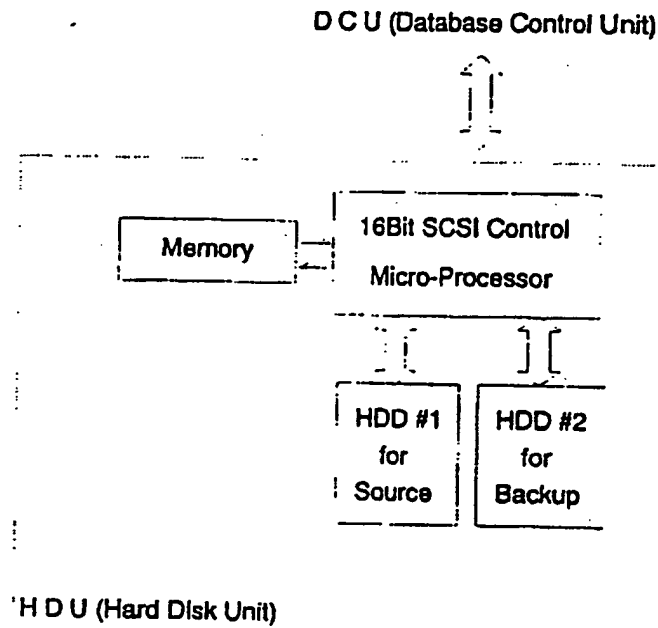 D C U (Database Control Unit)
Memory
16Bit SCSI Control
Micro-Processor
HDD #1
for
Source
HDD #2
for
Backup
H D U (Hard Disk Unit)